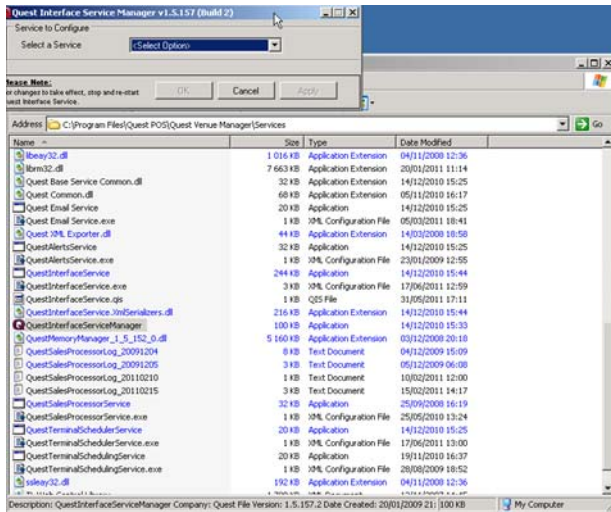 Quest Interface Service Manager v1.5.157 (Build 2)
Service to Configure
Select a Service <Select Option>
Please Note:
For changes to take effect, stop and re-start
Quest Interface Service.
OK Cancel Apply
Address C:\Program Files\Quest POS\Quest Venue Manager\Services Go
Name Size Type Date Modified
libeay32.dll 1 016 KB Application Extension 04/11/2008 12:36
librm32.dll 7 663 KB Application Extension 20/01/2011 11:14
Quest Base Service Common.dll 32 KB Application Extension 14/12/2010 15:25
Quest Common.dll 68 KB Application Extension 05/11/2010 16:17
Quest Email Service 20 KB Application 14/12/2010 15:25
Quest Email Service.exe 1 KB XML Configuration File 05/03/2011 18:41
Quest XML Exporter.dll 44 KB Application Extension 14/03/2008 18:58
QuestAlertsService 32 KB Application 14/12/2010 15:25
QuestAlertsService.exe 1 KB XML Configuration File 23/01/2009 12:55
QuestInterfaceService 244 KB Application 14/12/2010 15:44
QuestInterfaceService.exe 3 KB XML Configuration File 17/06/2011 12:59
QuestInterfaceService.qis 1 KB QIS File 31/05/2011 17:11
QuestInterfaceService.XmlSerializers.dll 216 KB Application Extension 14/12/2010 15:44
QuestInterfaceServiceManager 100 KB Application 14/12/2010 15:33
QuestMemoryManager_1_5_152_0.dll 5 160 KB Application Extension 03/12/2008 20:18
QuestSalesProcessorLog_20091204 8 KB Text Document 04/12/2009 15:09
QuestSalesProcessorLog_20091205 3 KB Text Document 05/12/2009 06:08
QuestSalesProcessorLog_20110210 1 KB Text Document 10/02/2011 12:00
QuestSalesProcessorLog_20110215 3 KB Text Document 15/02/2011 14:17
QuestSalesProcessorService 32 KB Application 25/09/2008 16:19
QuestSalesProcessorService.exe 1 KB XML Configuration File 25/05/2010 13:24
QuestTerminalSchedulerService 20 KB Application 14/12/2010 15:25
QuestTerminalSchedulerService.exe 1 KB XML Configuration File 17/06/2011 13:00
QuestTerminalSchedulingService 20 KB Application 19/11/2010 16:37
QuestTerminalSchedulingService.exe 1 KB XML Configuration File 28/08/2009 18:52
ssleay32.dll 192 KB Application Extension 04/11/2008 12:36
Description: QuestInterfaceServiceManager Company: Quest File Version: 1.5.157.2 Date Created: 20/01/2009 21: 100 KB My Computer